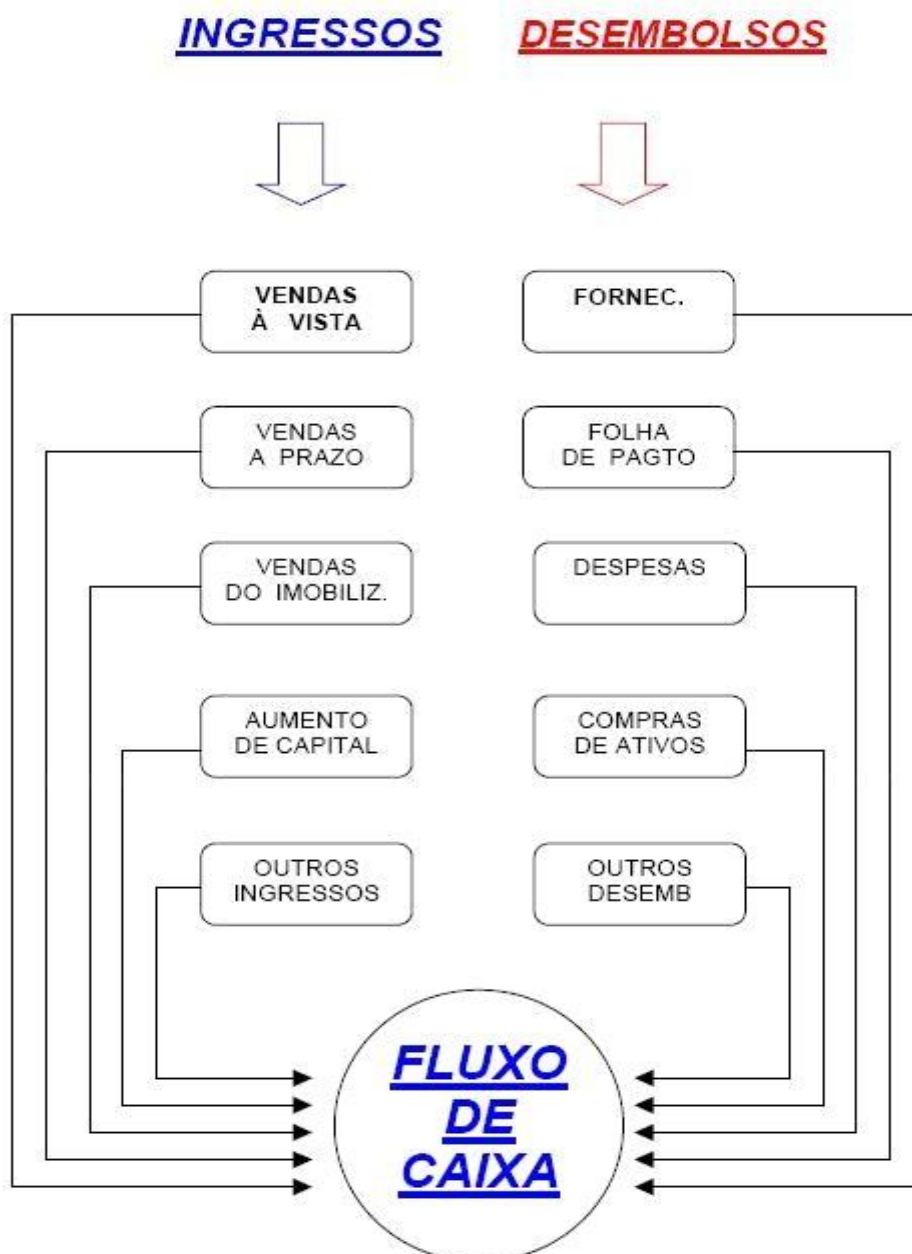 INGRESSOS
DESEMBOLSOS
VENDAS
À VISTA
FORNEC.
VENDAS
A PRAZO
FOLHA
DE PAGTO
VENDAS
DO IMOBILIZ.
DESPESAS
AUMENTO
DE CAPITAL
COMPRAS
DE ATIVOS
OUTROS
INGRESSOS
OUTROS
DESEMB
FLUXO
DE
CAIXA